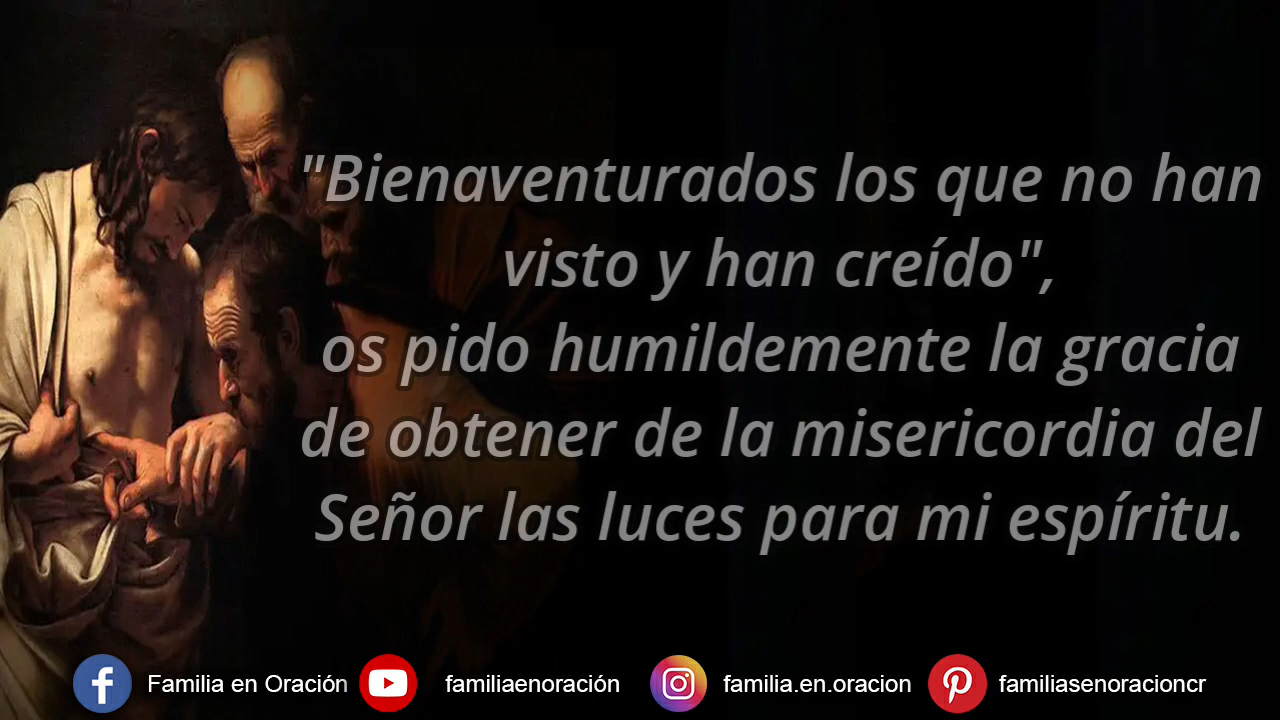 "Bienaventurados los que no han
visto y han creído",
os pido humildemente la gracia
de obtener de la misericordia del
Señor las luces para mi espíritu.
Familia en Oración familiaenoración familia.en.oracion familiasenoracioncr